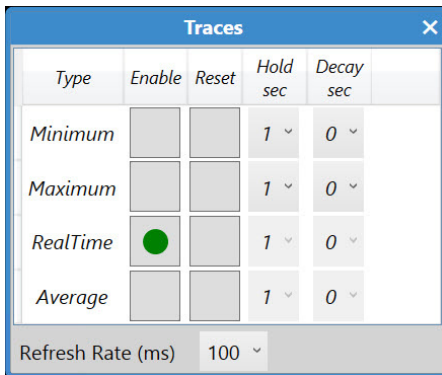 Traces
Type Enable Reset Hold sec Decay sec
Minimum 1 0
Maximum 1 0
RealTime 1 0
Average 1 0
Refresh Rate (ms) 100